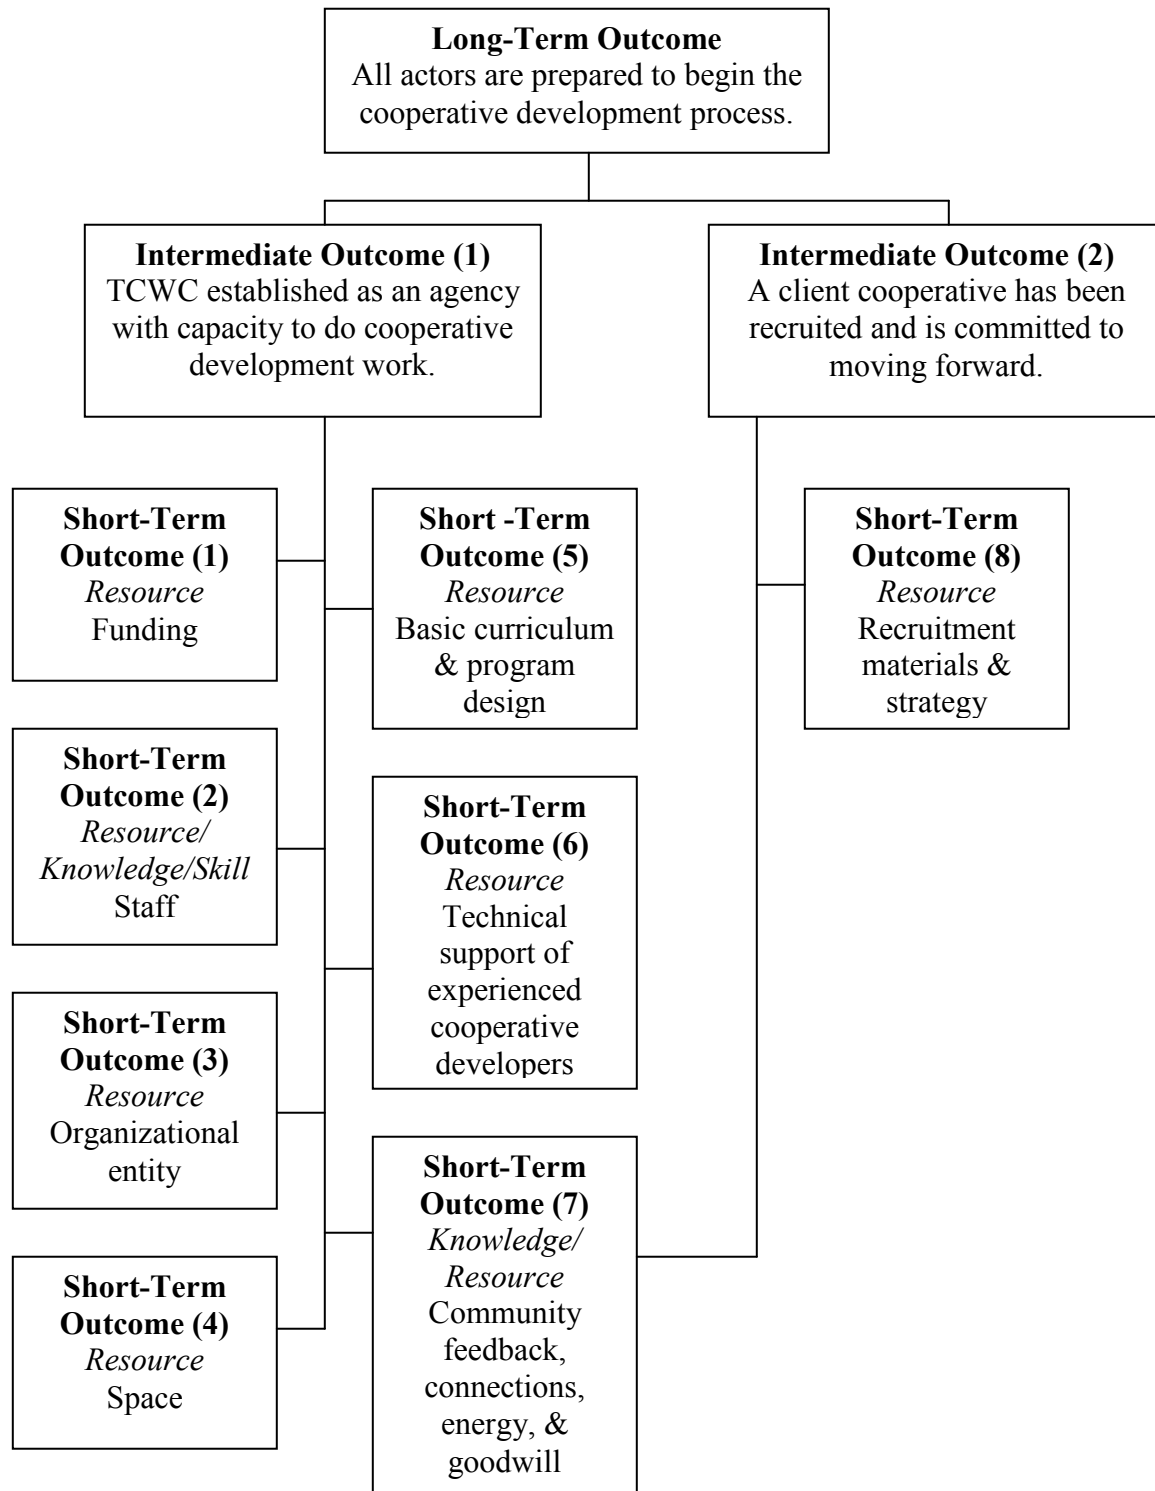 Long-Term Outcome
All actors are prepared to begin the
cooperative development process.
Intermediate Outcome (1)
TCWC established as an agency
with capacity to do cooperative
development work.
Intermediate Outcome (2)
A client cooperative has been
recruited and is committed to
moving forward.
Short-Term
Outcome (1)
Resource
Funding
Short-Term
Outcome (2)
Resource/
Knowledge/Skill
Staff
Short-Term
Outcome (3)
Resource
Organizational
entity
Short-Term
Outcome (4)
Resource
Space
Short -Term
Outcome (5)
Resource
Basic curriculum
& program
design
Short-Term
Outcome (6)
Resource
Technical
support of
experienced
cooperative
developers
Short-Term
Outcome (7)
Knowledge/
Resource
Community
feedback,
connections,
energy, &
goodwill
Short-Term
Outcome (8)
Resource
Recruitment
materials &
strategy